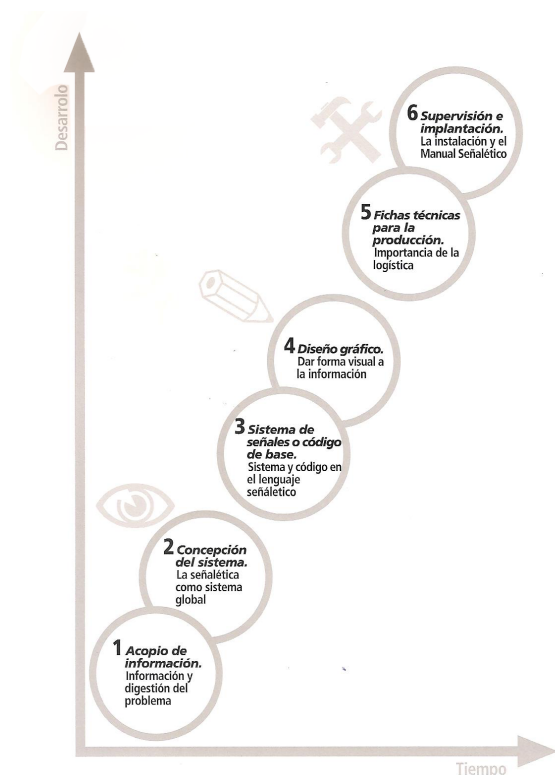 Desarrolo
6 Supervisión e
implantación.
La instalación y el
Manual Señalético
5 Fichas técnicas
para la
producción.
Importancia de la
logística
4 Diseño gráfico.
Dar forma visual a
la información
3 Sistema de
señales o código
de base.
Sistema y código en
el lenguaje
señáletico
2 Concepción
del sistema.
La señalética
como sistema
global
1 Acopio de
información.
Información y
digestión del
problema
Tiempo